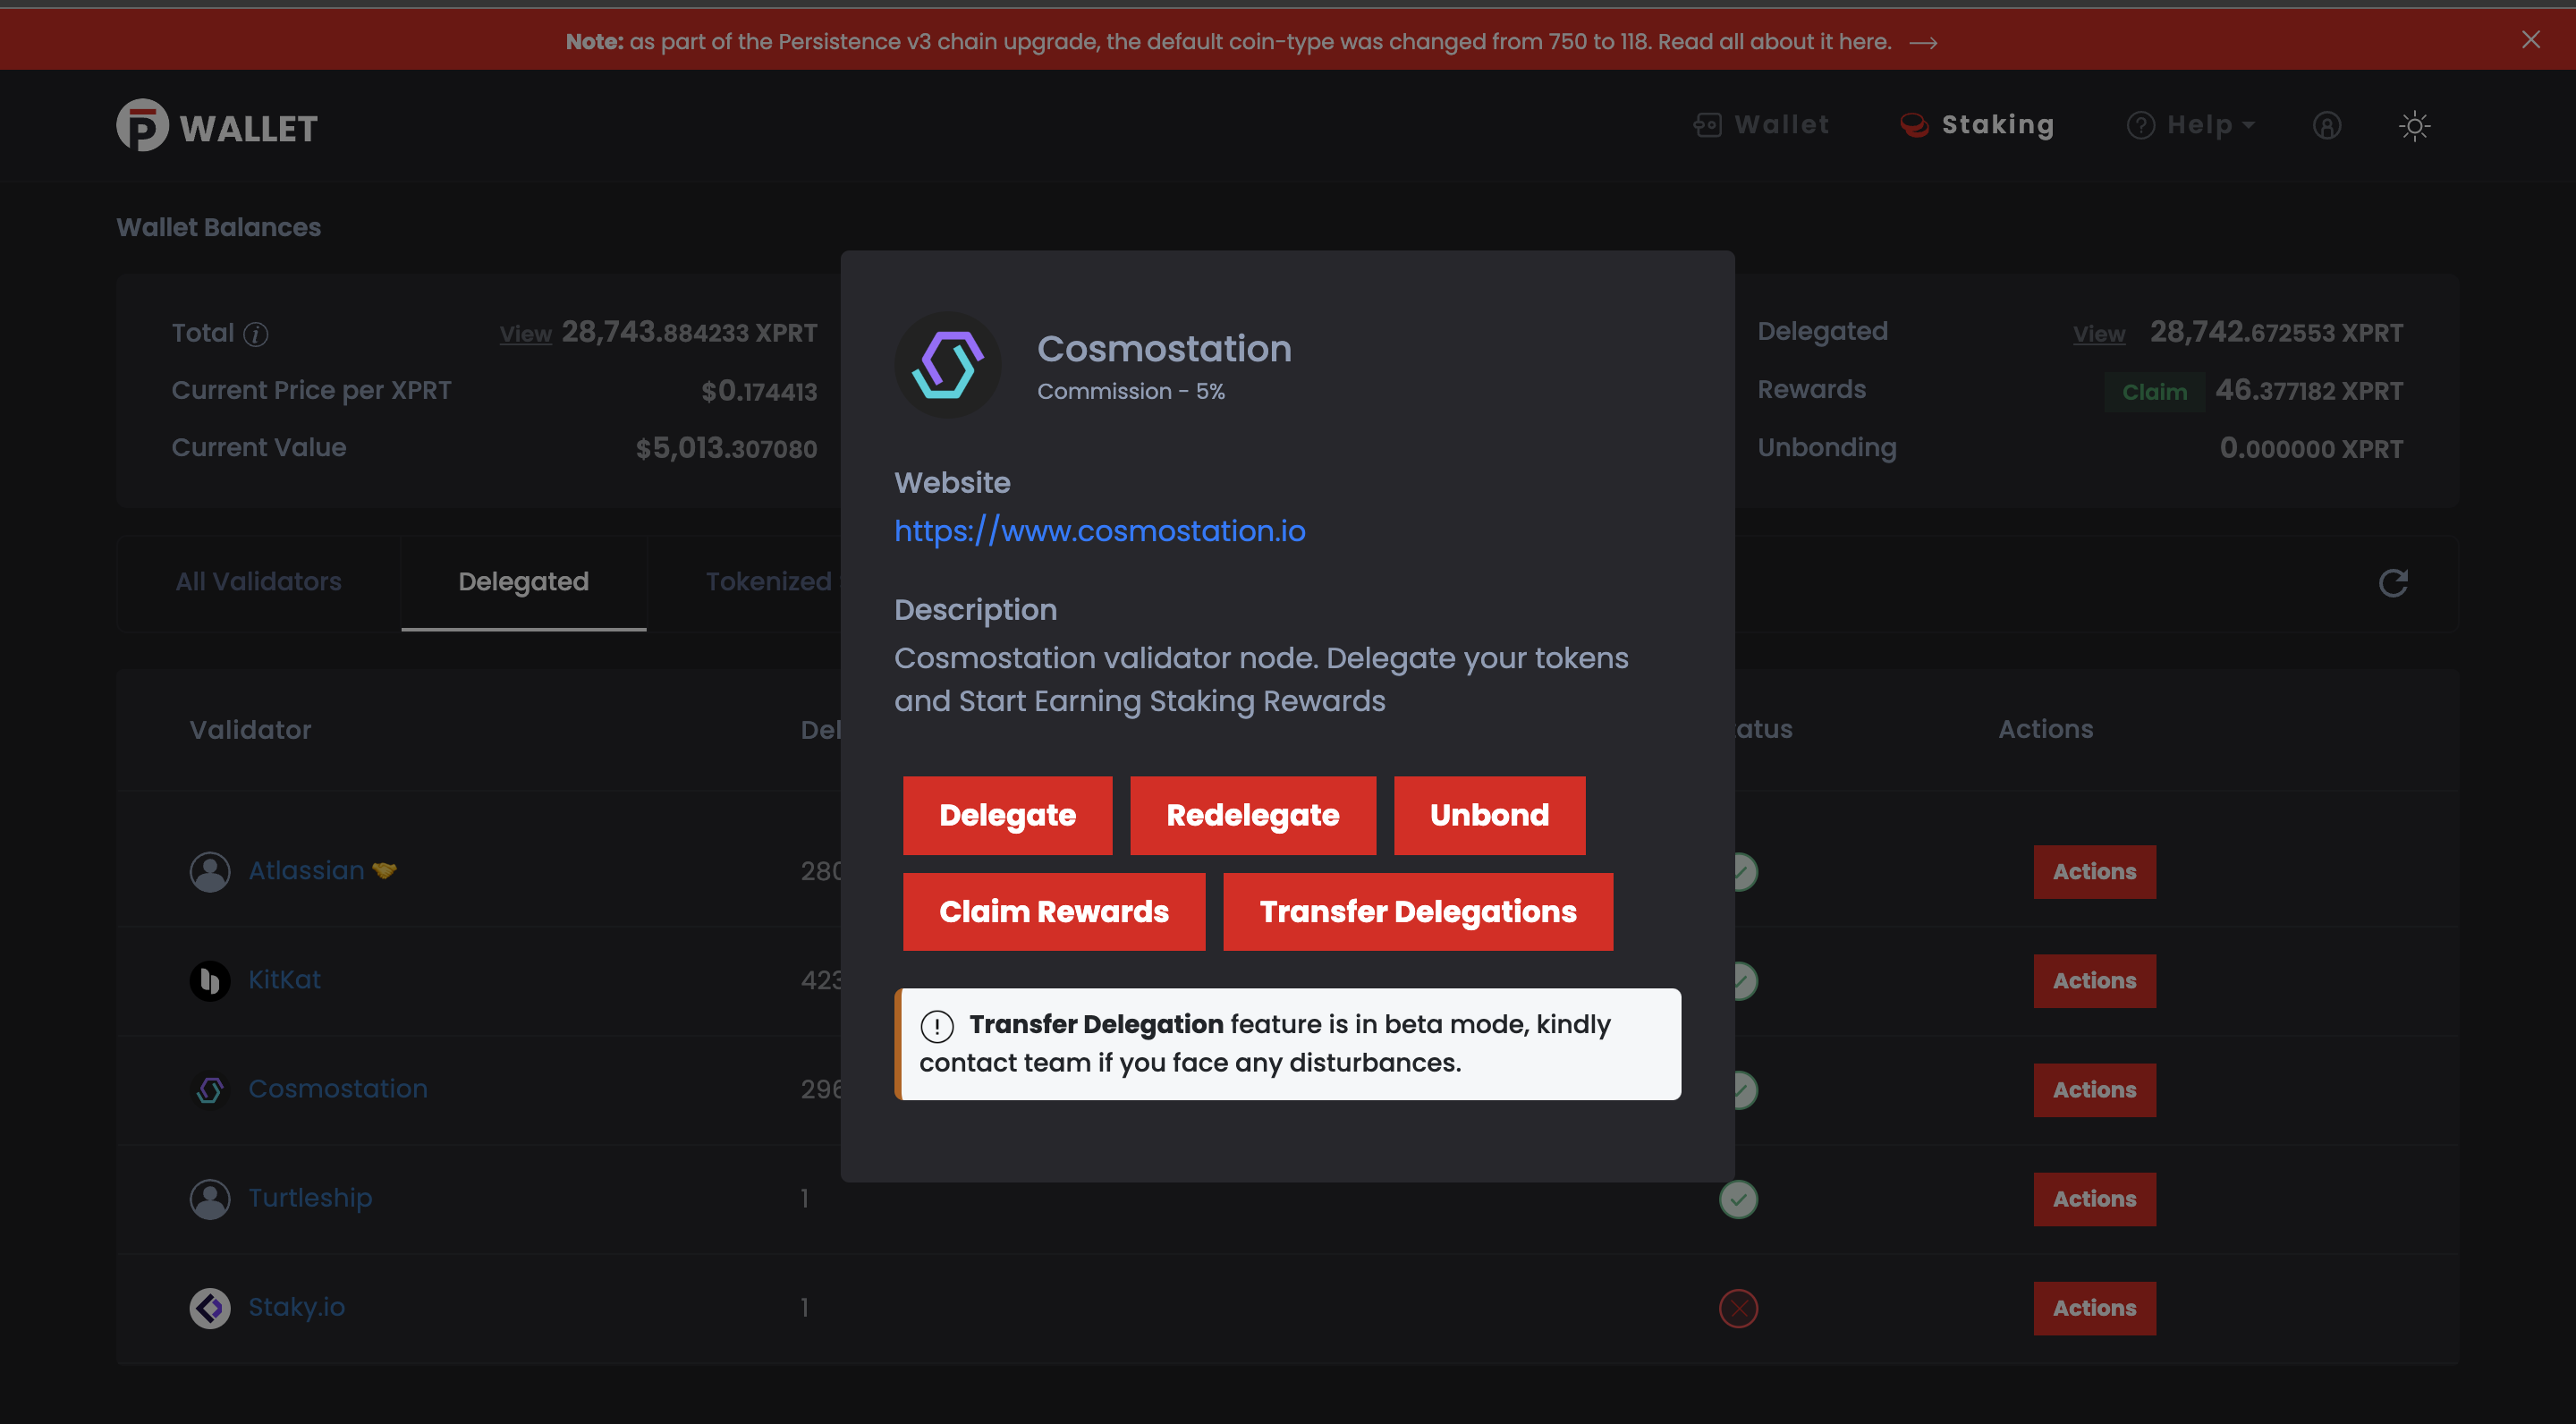 Note: as part of the Persistence v3 chain upgrade, the default coin-type was changed from 750 to 118. Read all about it here.
WALLET
Wallet
Staking
Help
Wallet Balances
Total
View 28,743.884233 XPRT
Current Price per XPRT
$0.174413
Current Value
$5,013.307080
Delegated
View 28,742.672553 XPRT
Rewards
Claim 46.377182 XPRT
Unbonding
0.000000 XPRT
All Validators
Delegated
Tokenized
Cosmostation
Commission - 5%
Website
https://www.cosmostation.io
Description
Cosmostation validator node. Delegate your tokens
and Start Earning Staking Rewards
Delegate
Redelegate
Unbond
Claim Rewards
Transfer Delegations
Transfer Delegation feature is in beta mode, kindly
contact team if you face any disturbances.
Validator
Actions
Atlassian
Actions
KitKat
Actions
Cosmostation
Actions
Turtleship
1
Actions
Staky.io
1
Actions